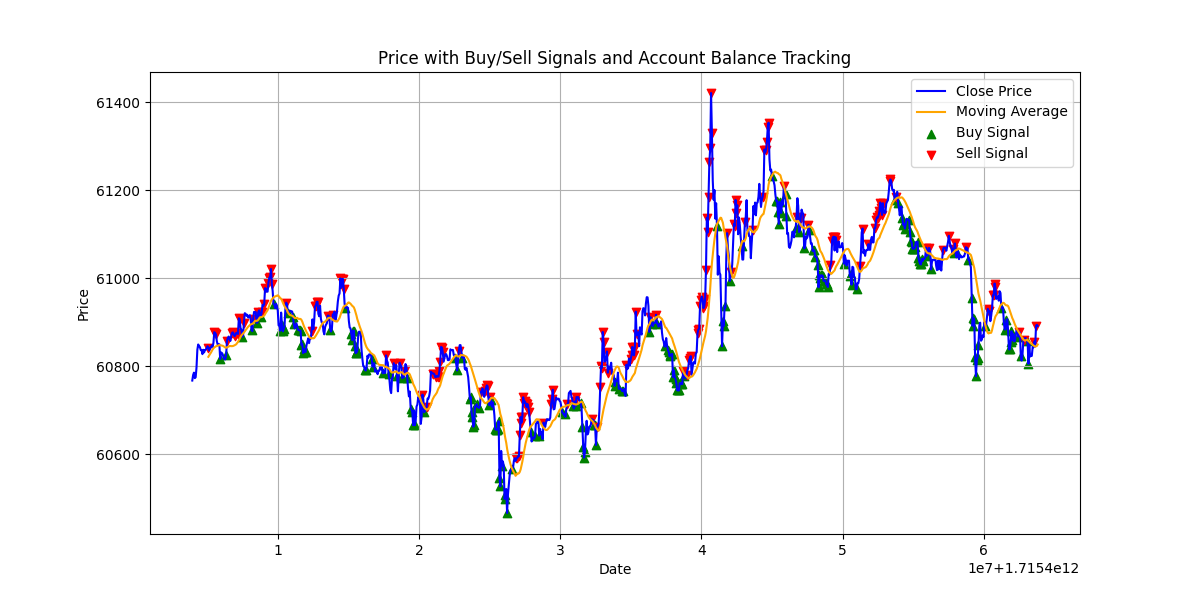 Price with Buy/Sell Signals and Account Balance Tracking
Close Price
Moving Average
Buy Signal
Sell Signal
61400
61200
61000
60800
60600
Price
1 2 3 4 5 6
Date
1e7+1.7154e12